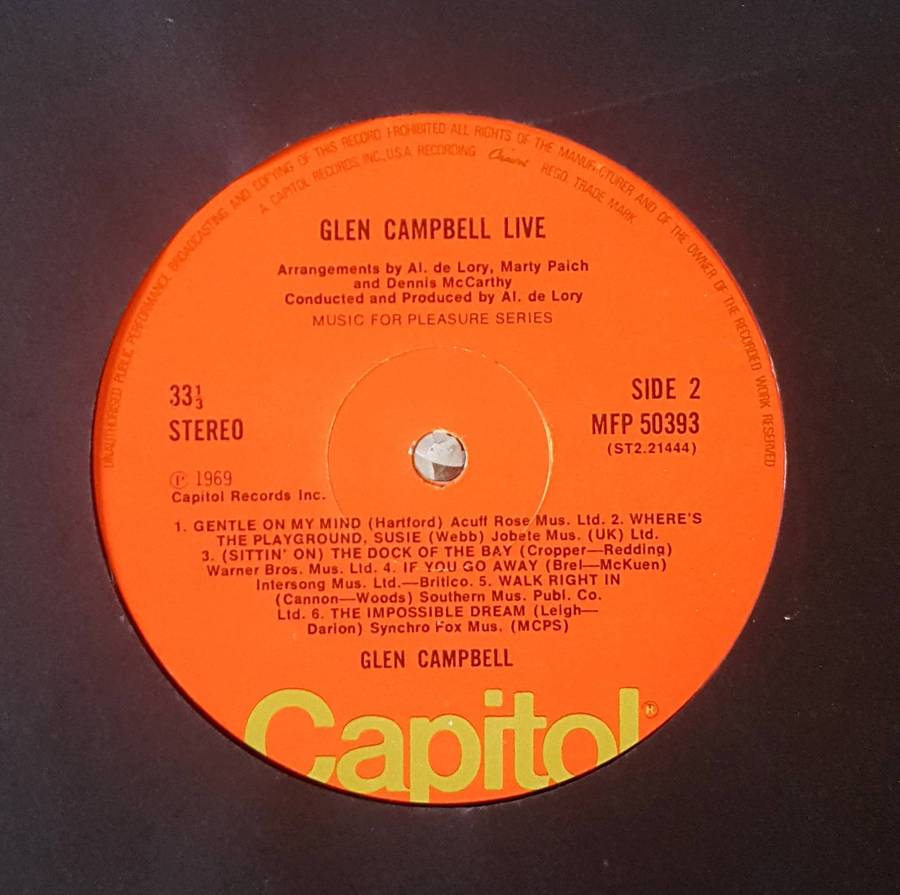 UNAUTHORISED PUBLIC PERFORMANCE BROADCASTING AND COPYING OF THIS RECORD PROHIBITED ALL RIGHTS OF THE MANUFACTURER AND OF THE OWNER OF THE RECORDED WORK RESERVED
A CAPITOL RECORDS INC., U.S.A. RECORDING Capitol REGD. TRADE MARK
GLEN CAMPBELL LIVE
Arrangements by Al. de Lory, Marty Paich
and Dennis McCarthy
Conducted and Produced by Al. de Lory
MUSIC FOR PLEASURE SERIES
33⅓
STEREO
SIDE 2
MFP 50393
(ST2.21444)
Ⓟ 1969
Capitol Records Inc.
1. GENTLE ON MY MIND (Hartford) Acuff Rose Mus. Ltd. 2. WHERE'S
THE PLAYGROUND, SUSIE (Webb) Jobete Mus. (UK) Ltd.
3. (SITTIN' ON) THE DOCK OF THE BAY (Cropper—Redding)
Warner Bros. Mus. Ltd. 4. IF YOU GO AWAY (Brel—McKuen)
Intersong Mus. Ltd.—Britico. 5. WALK RIGHT IN
(Cannon—Woods) Southern Mus. Publ. Co.
Ltd. 6. THE IMPOSSIBLE DREAM (Leigh—
Darion) Synchro Fox Mus. (MCPS)
GLEN CAMPBELL
Capitol®